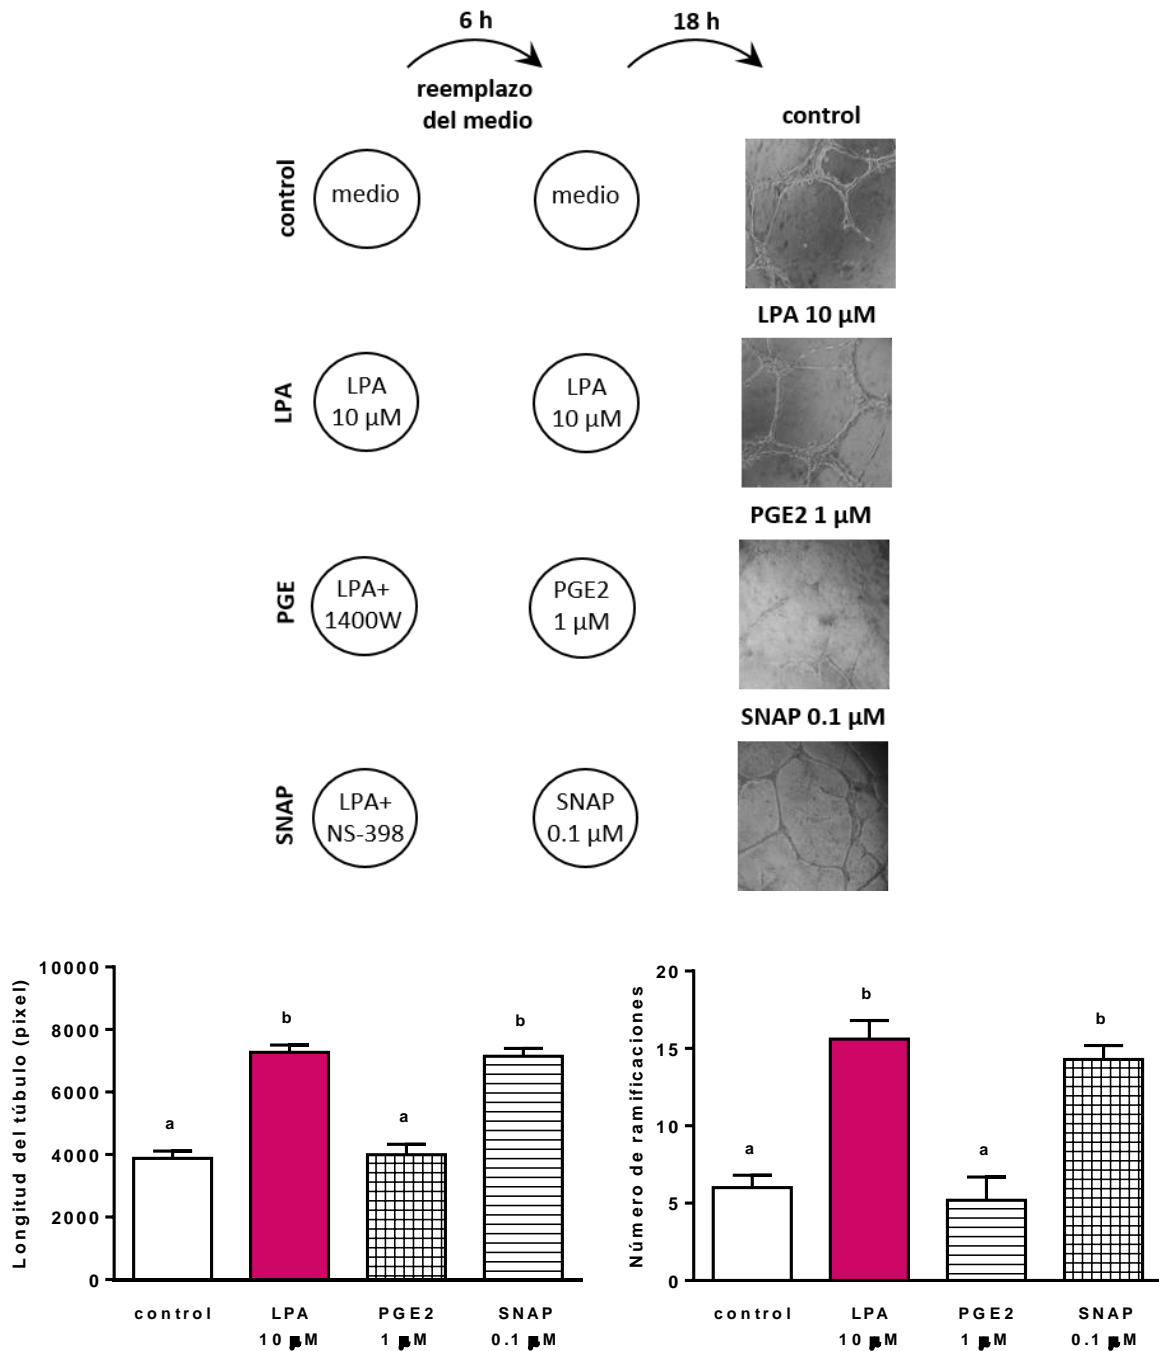 6 h
18 h
reemplazo
del medio
control
control
medio
medio
LPA 10 µM
LPA
LPA
10 µM
LPA
10 µM
PGE2 1 µM
PGE
LPA+
1400W
PGE2
1 µM
SNAP 0.1 µM
SNAP
LPA+
NS-398
SNAP
0.1 µM
Longitud del túbulo (pixel)
10000
8000
6000
4000
2000
0
a
b
a
b
control
LPA
10 µM
PGE2
1 µM
SNAP
0.1 µM
Número de ramificaciones
20
15
10
5
0
a
b
a
b
control
LPA
10 µM
PGE2
1 µM
SNAP
0.1 µM